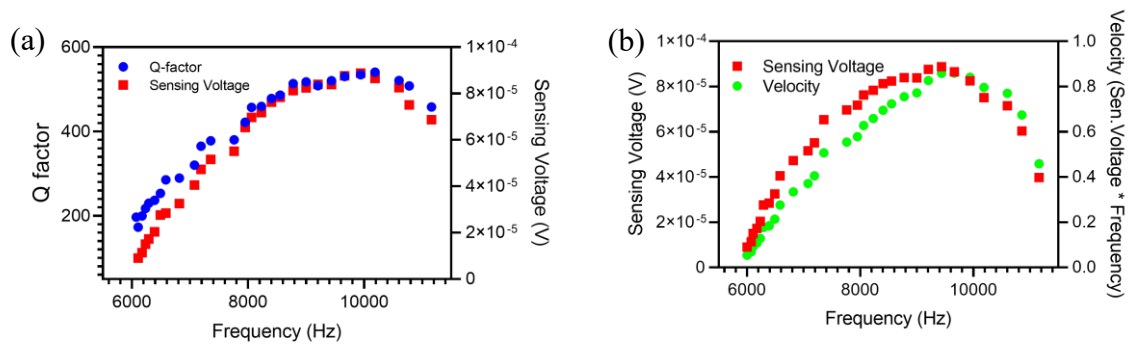 (a)
600
400
200
Q factor
Q-factor
Sensing Voltage
1×10⁻⁴
8×10⁻⁵
6×10⁻⁵
4×10⁻⁵
2×10⁻⁵
0
Sensing Voltage
(V)
6000 8000 10000
Frequency (Hz)
(b)
1×10⁻⁴
8×10⁻⁵
6×10⁻⁵
4×10⁻⁵
2×10⁻⁵
0
Sensing Voltage (V)
Sensing Voltage
Velocity
1.0
0.8
0.6
0.4
0.2
0.0
Velocity (Sen.Voltage
* Frequency)
6000 8000 10000
Frequency (Hz)